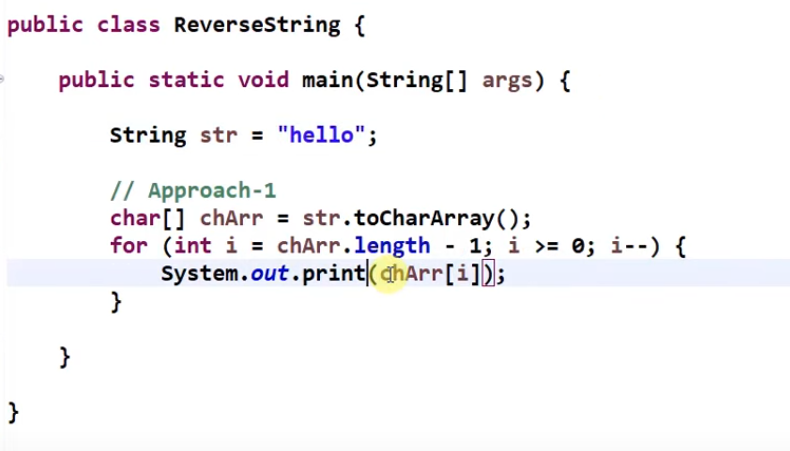 public class ReverseString {
public static void main(String[] args) {
String str = "hello";
// Approach-1
char[] chArr = str.toCharArray();
for (int i = chArr.length - 1; i >= 0; i--) {
System.out.print(chArr[i]);
}
}
}